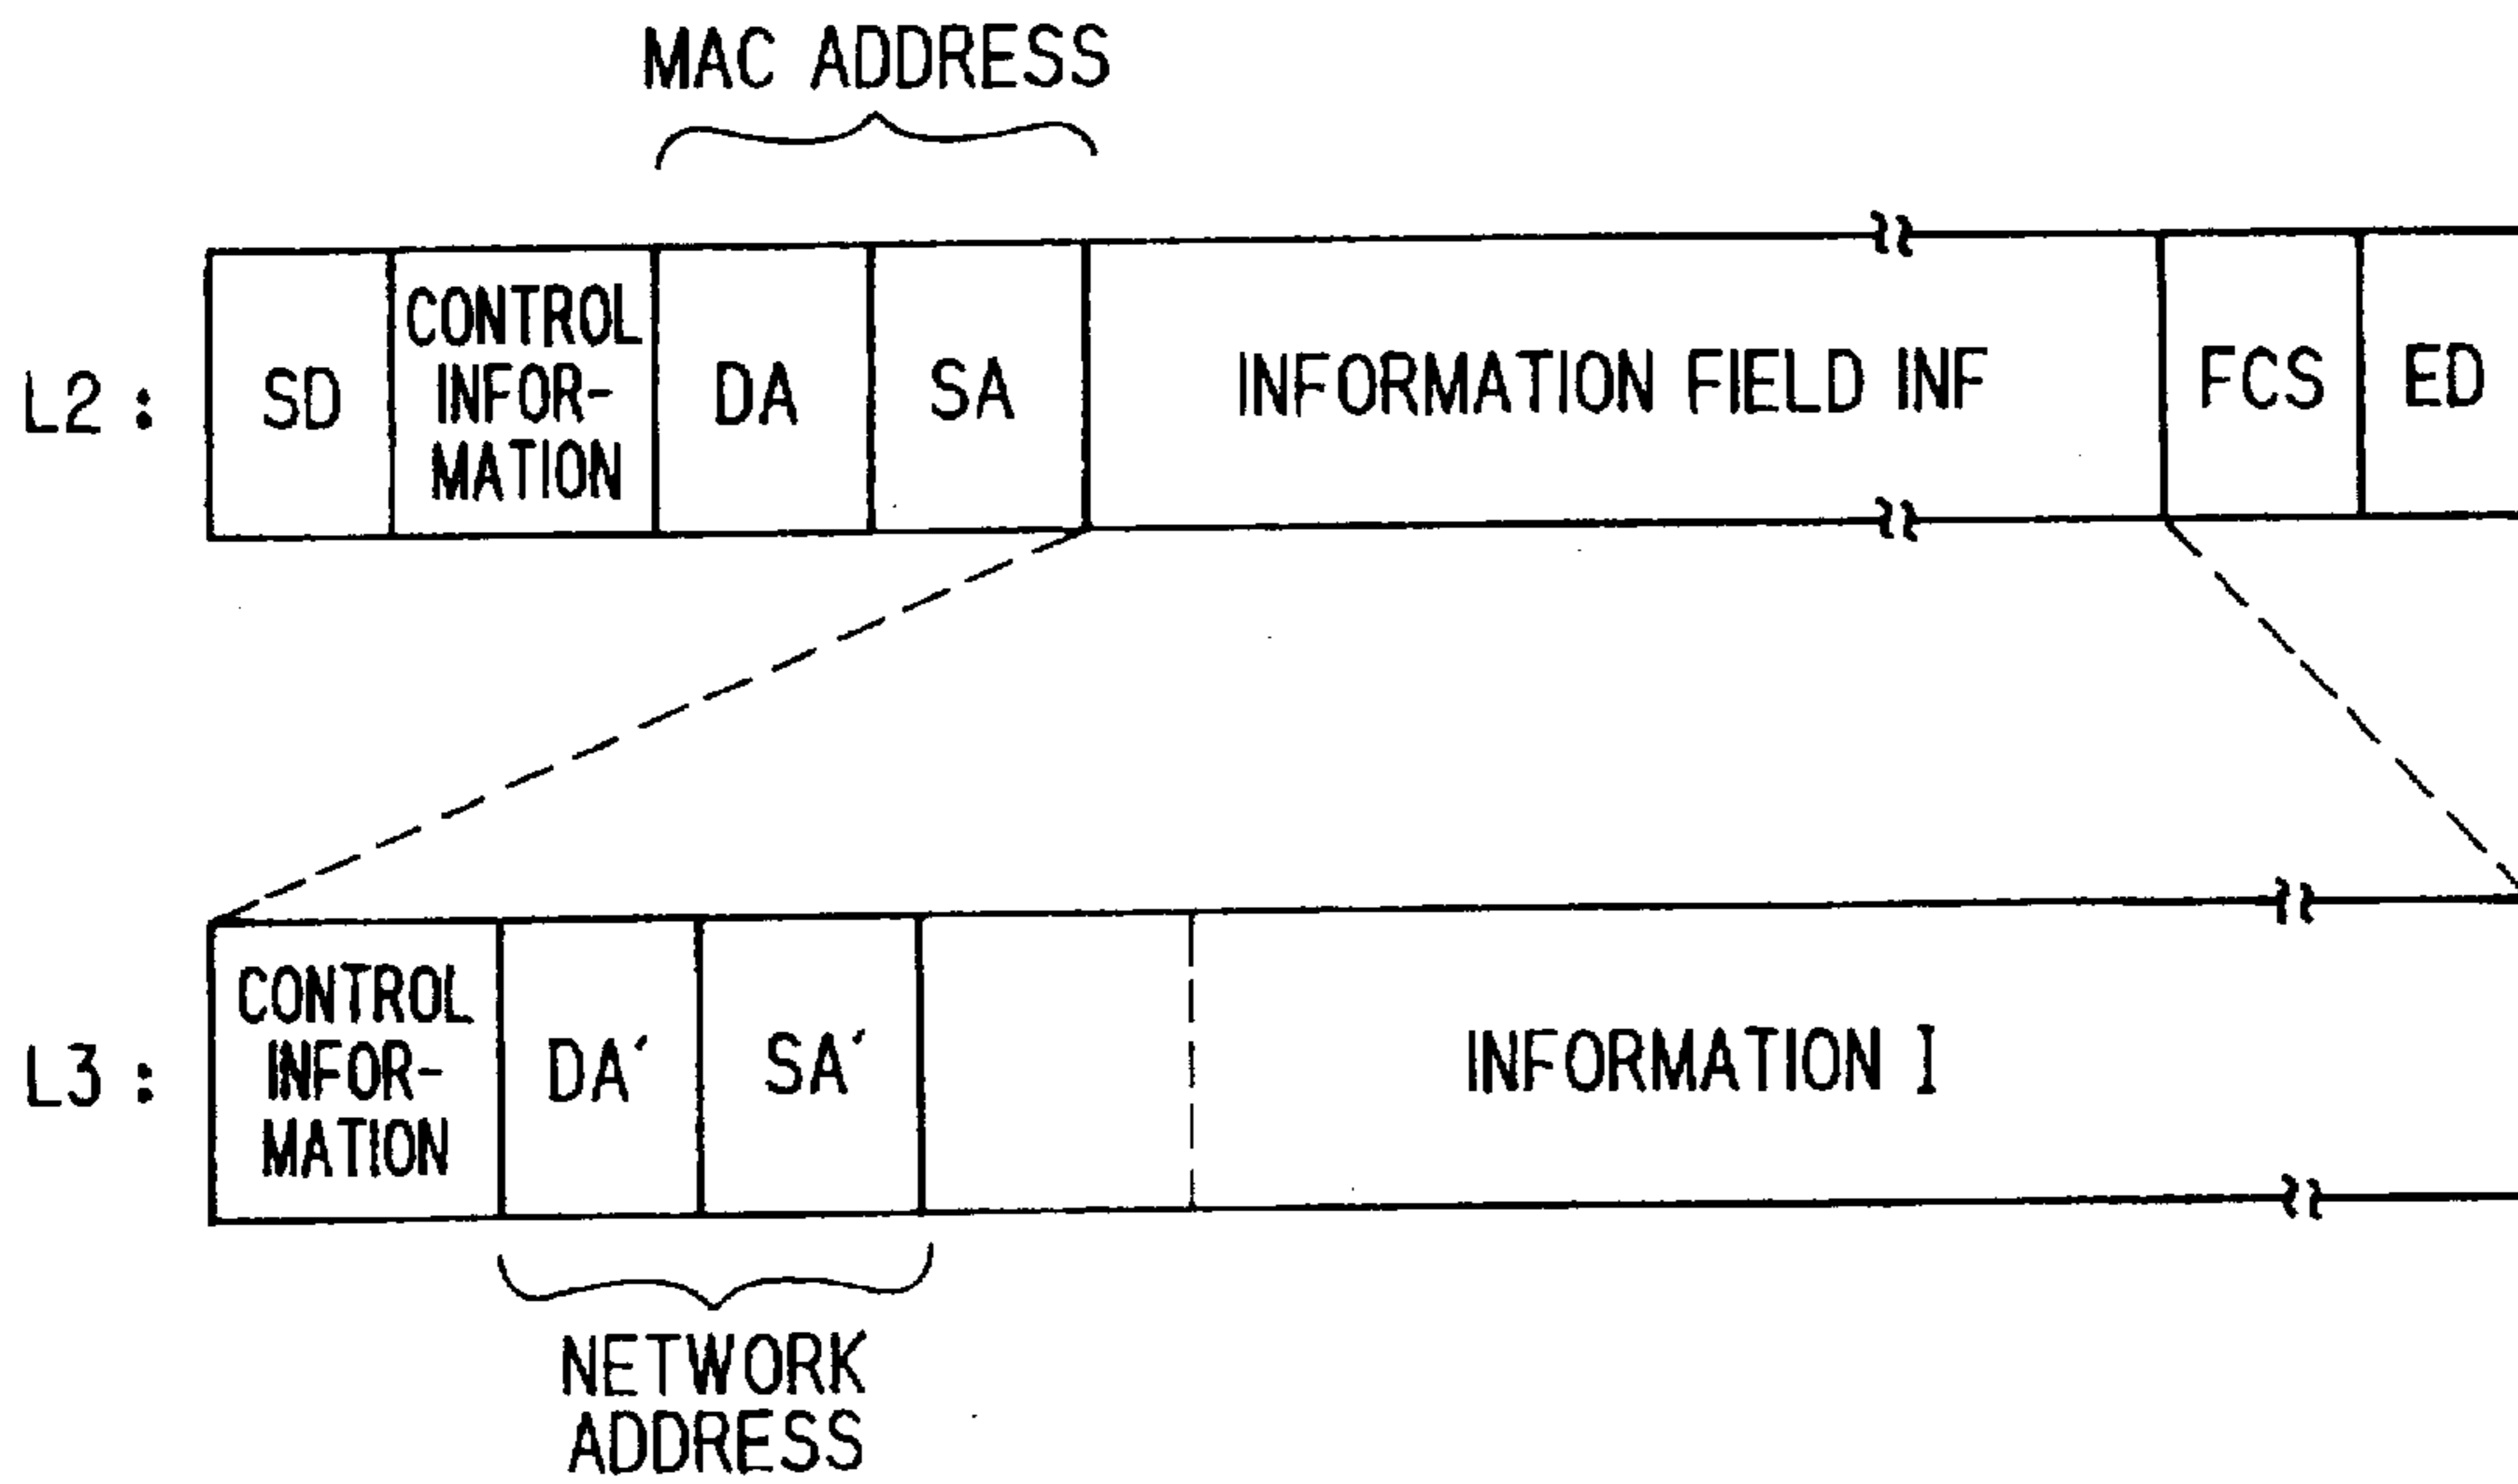 MAC ADDRESS
L2:
SD
CONTROL
INFOR-
MATION
DA
SA
INFORMATION FIELD INF
FCS
ED
L3:
CONTROL
INFOR-
MATION
DA'
SA'
INFORMATION I
NETWORK
ADDRESS